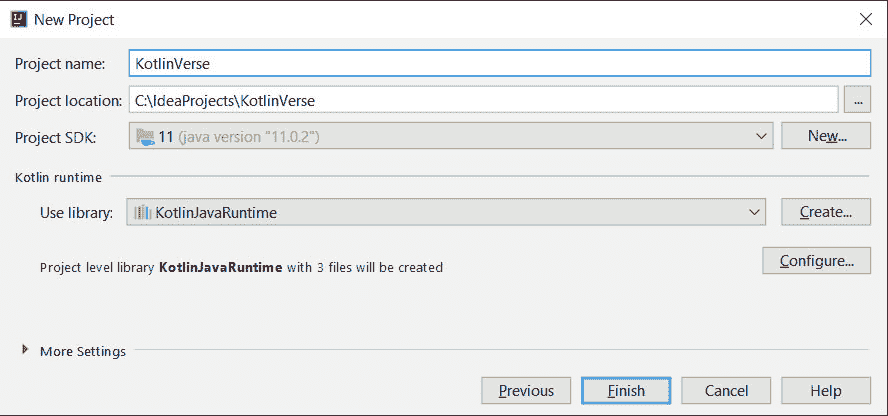 New Project
Project name: KotlinVerse
Project location: C:\IdeaProjects\KotlinVerse ...
Project SDK: 11 (java version "11.0.2") New...
Kotlin runtime
Use library: KotlinJavaRuntime Create...
Project level library KotlinJavaRuntime with 3 files will be created Configure...
More Settings
Previous Finish Cancel Help